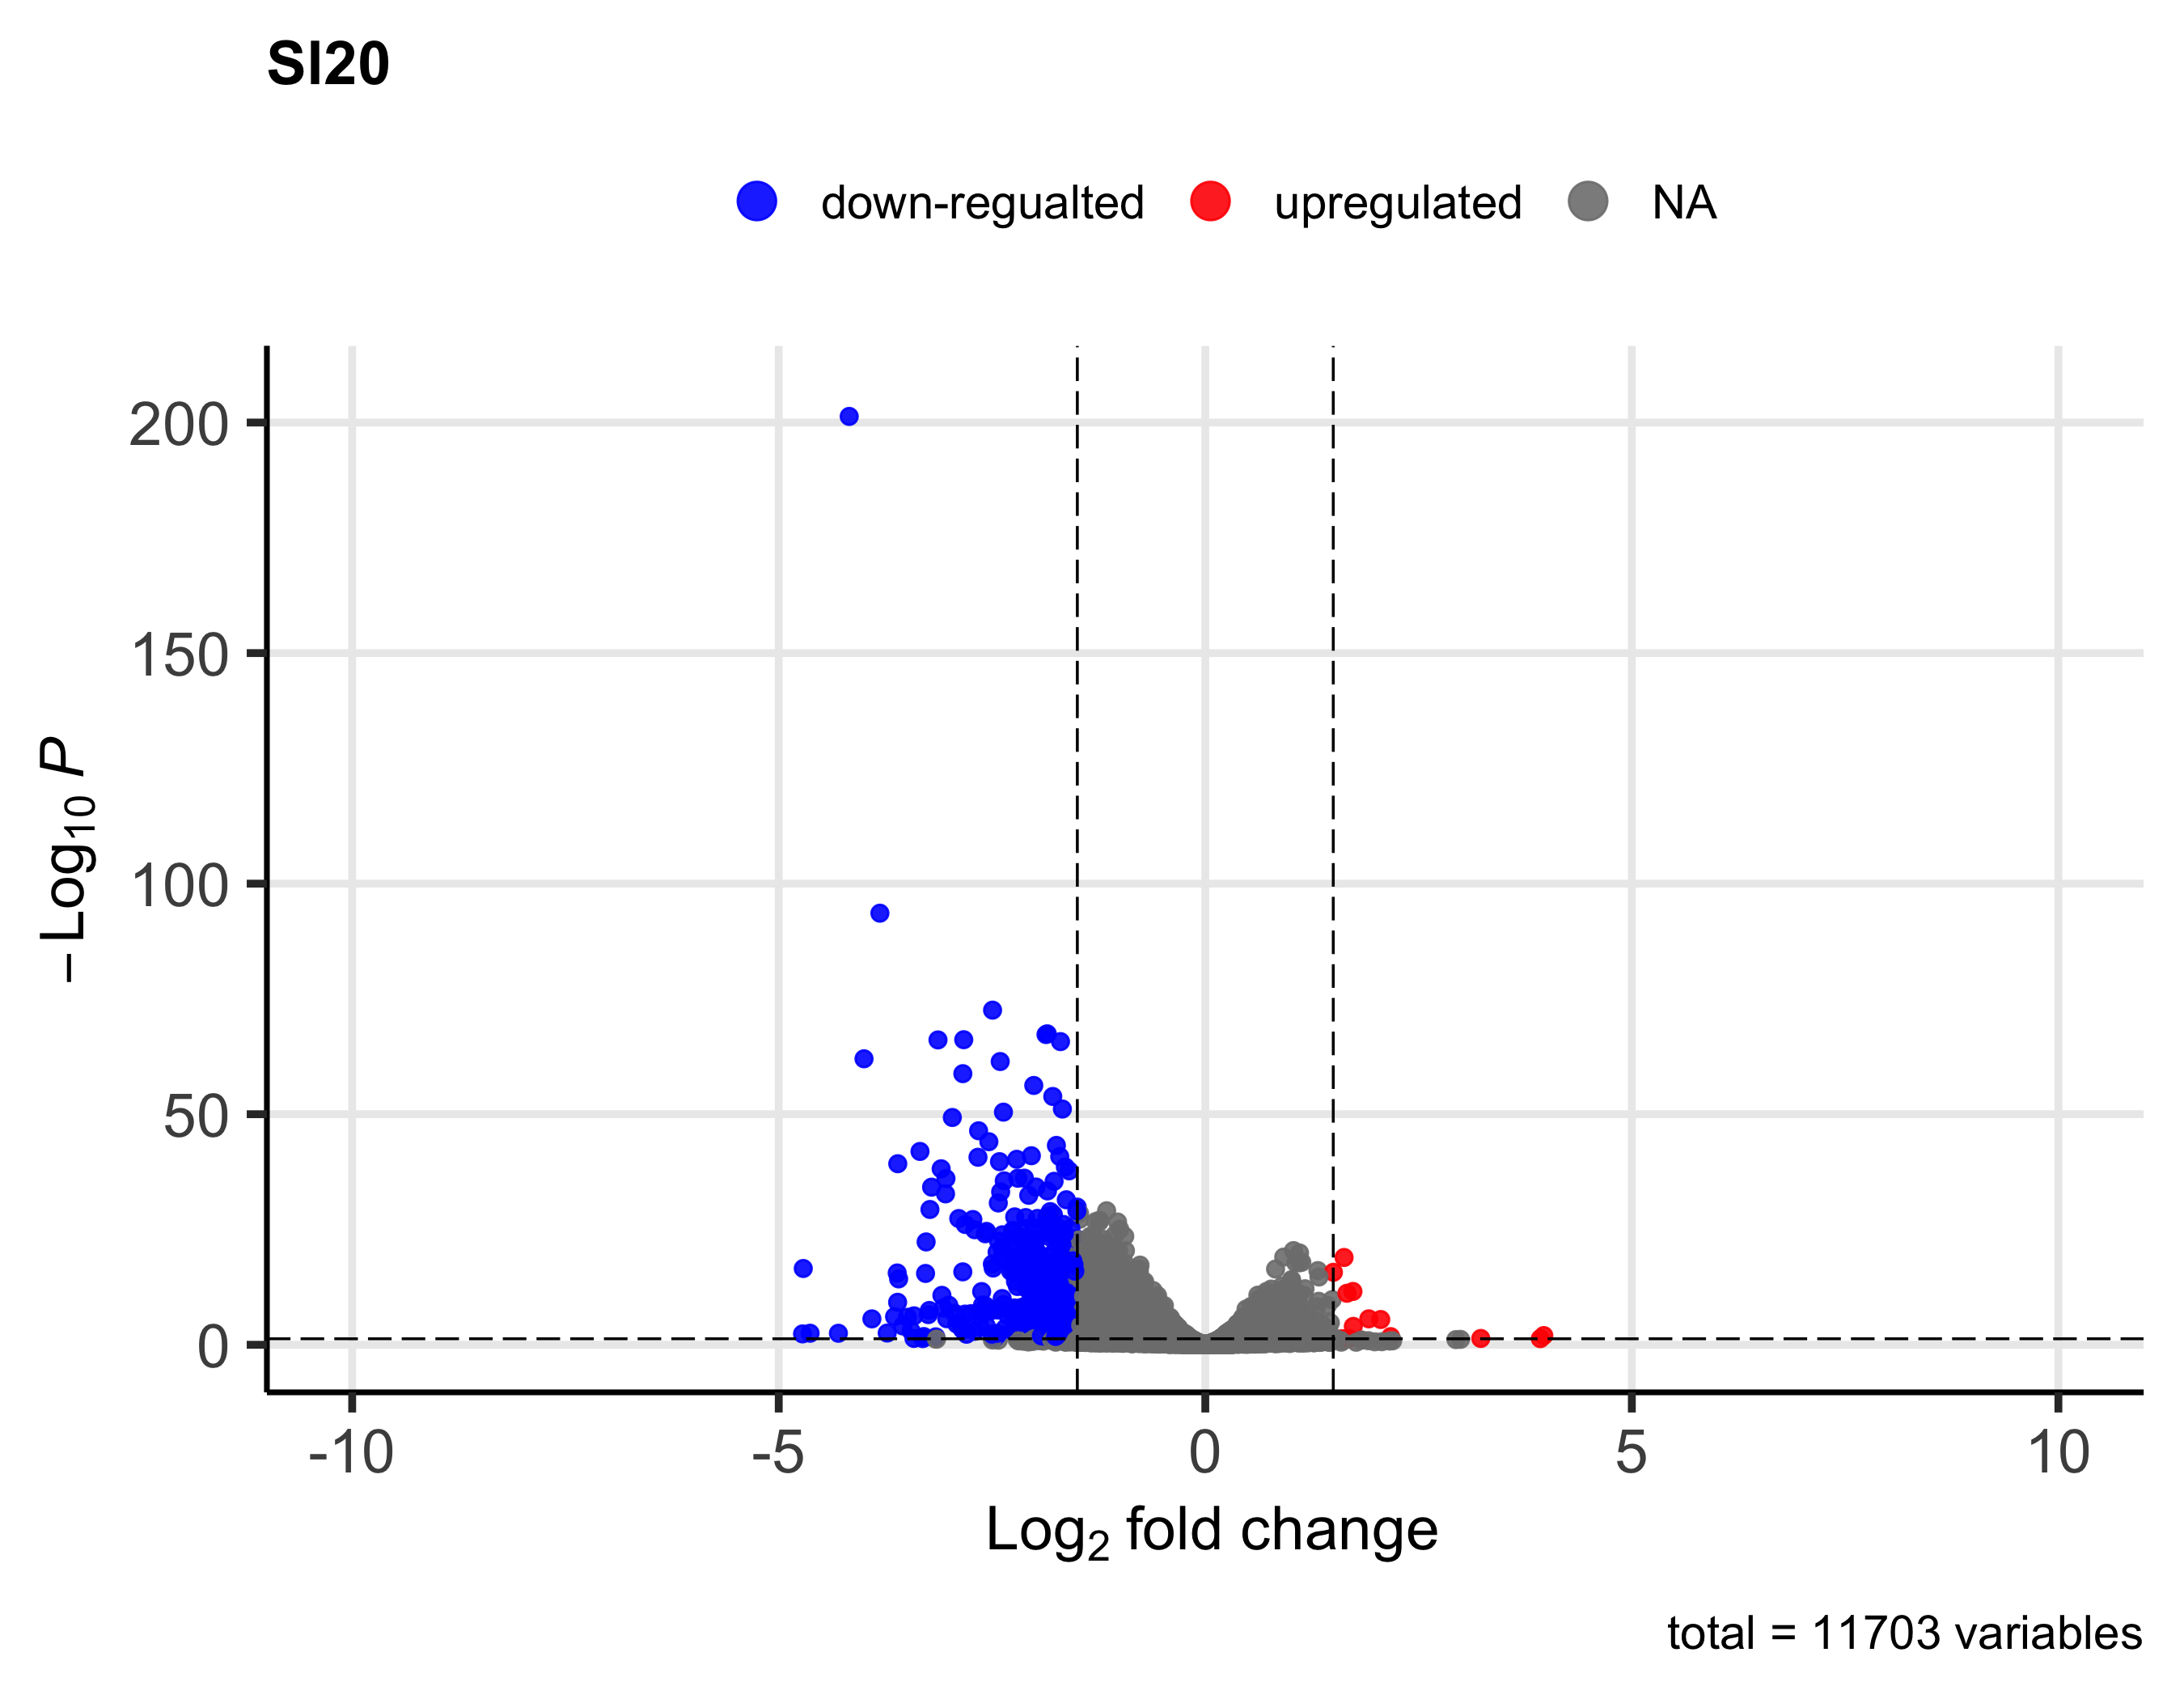 SI20
down-regualted upregulated NA
200
150
100
50
0
−Log10 P
-10 -5 0 5 10
Log2 fold change
total = 11703 variables